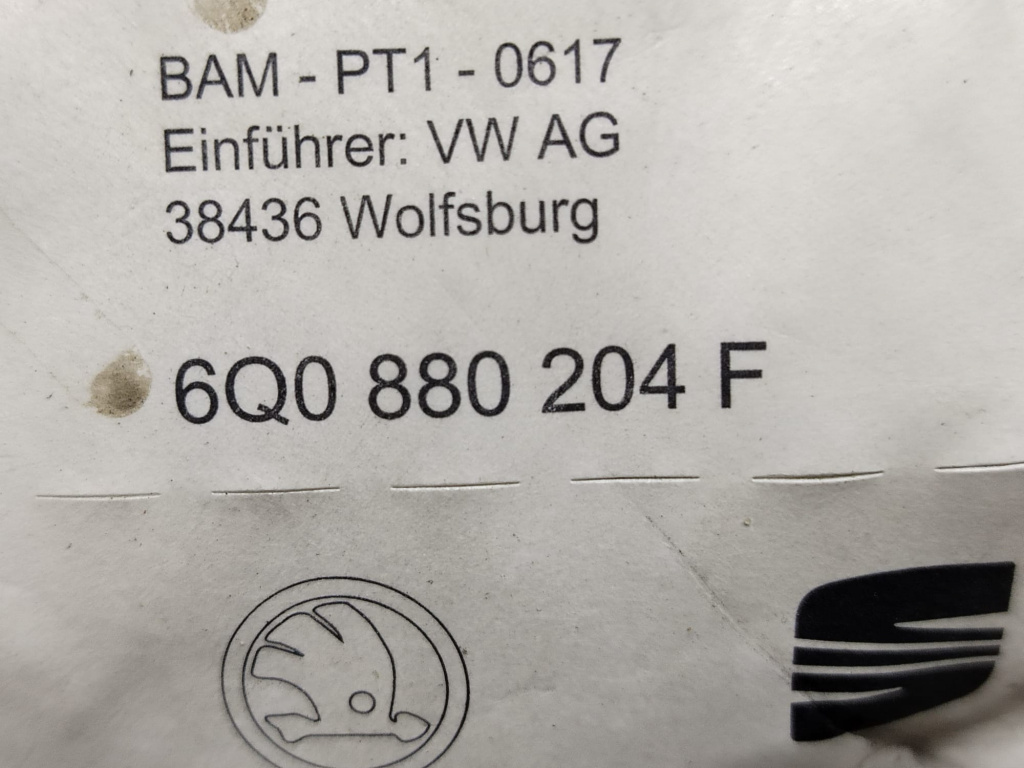 BAM - PT1 - 0617
Einführer: VW AG
38436 Wolfsburg
6Q0 880 204 F